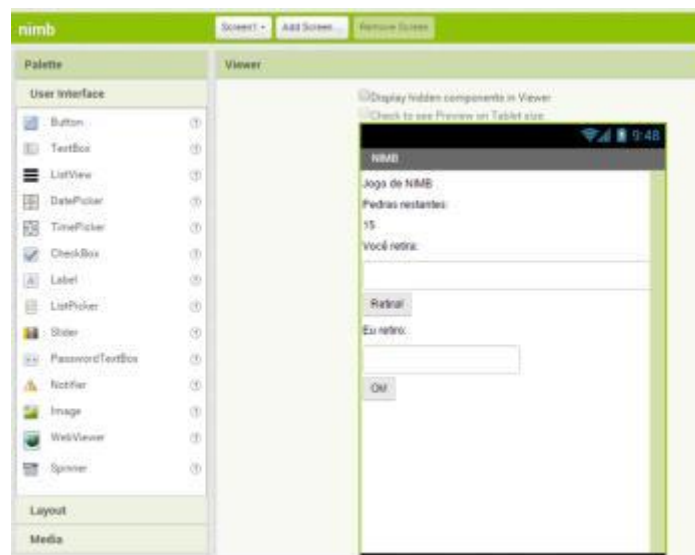 nimb
Screen1
Add Screen ...
Remove Screen
Palette
Viewer
User Interface
Button
TextBox
ListView
DatePicker
TimePicker
CheckBox
Label
ListPicker
Slider
PasswordTextBox
Notifier
Image
WebViewer
Spinner
Layout
Media
Display hidden components in Viewer
Check to see Preview on Tablet size.
9:48
NIMB
Jogo de NIMB
Pedras restantes:
15
Você retira:
Retirar!
Eu retiro:
OK!